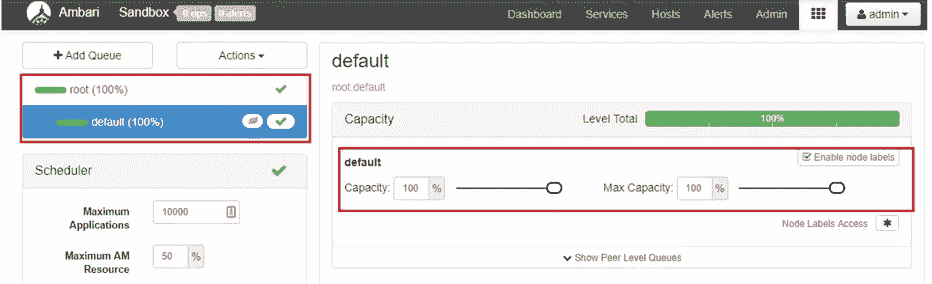 Ambari Sandbox 0 ops 0 alerts Dashboard Services Hosts Alerts Admin admin
+ Add Queue Actions
root (100%)
default (100%)
Scheduler
Maximum Applications 10000
Maximum AM Resource 50 %
default
root.default
Capacity Level Total 100%
default Enable node labels
Capacity: 100 % Max Capacity: 100 %
Node Labels Access *
Show Peer Level Queues